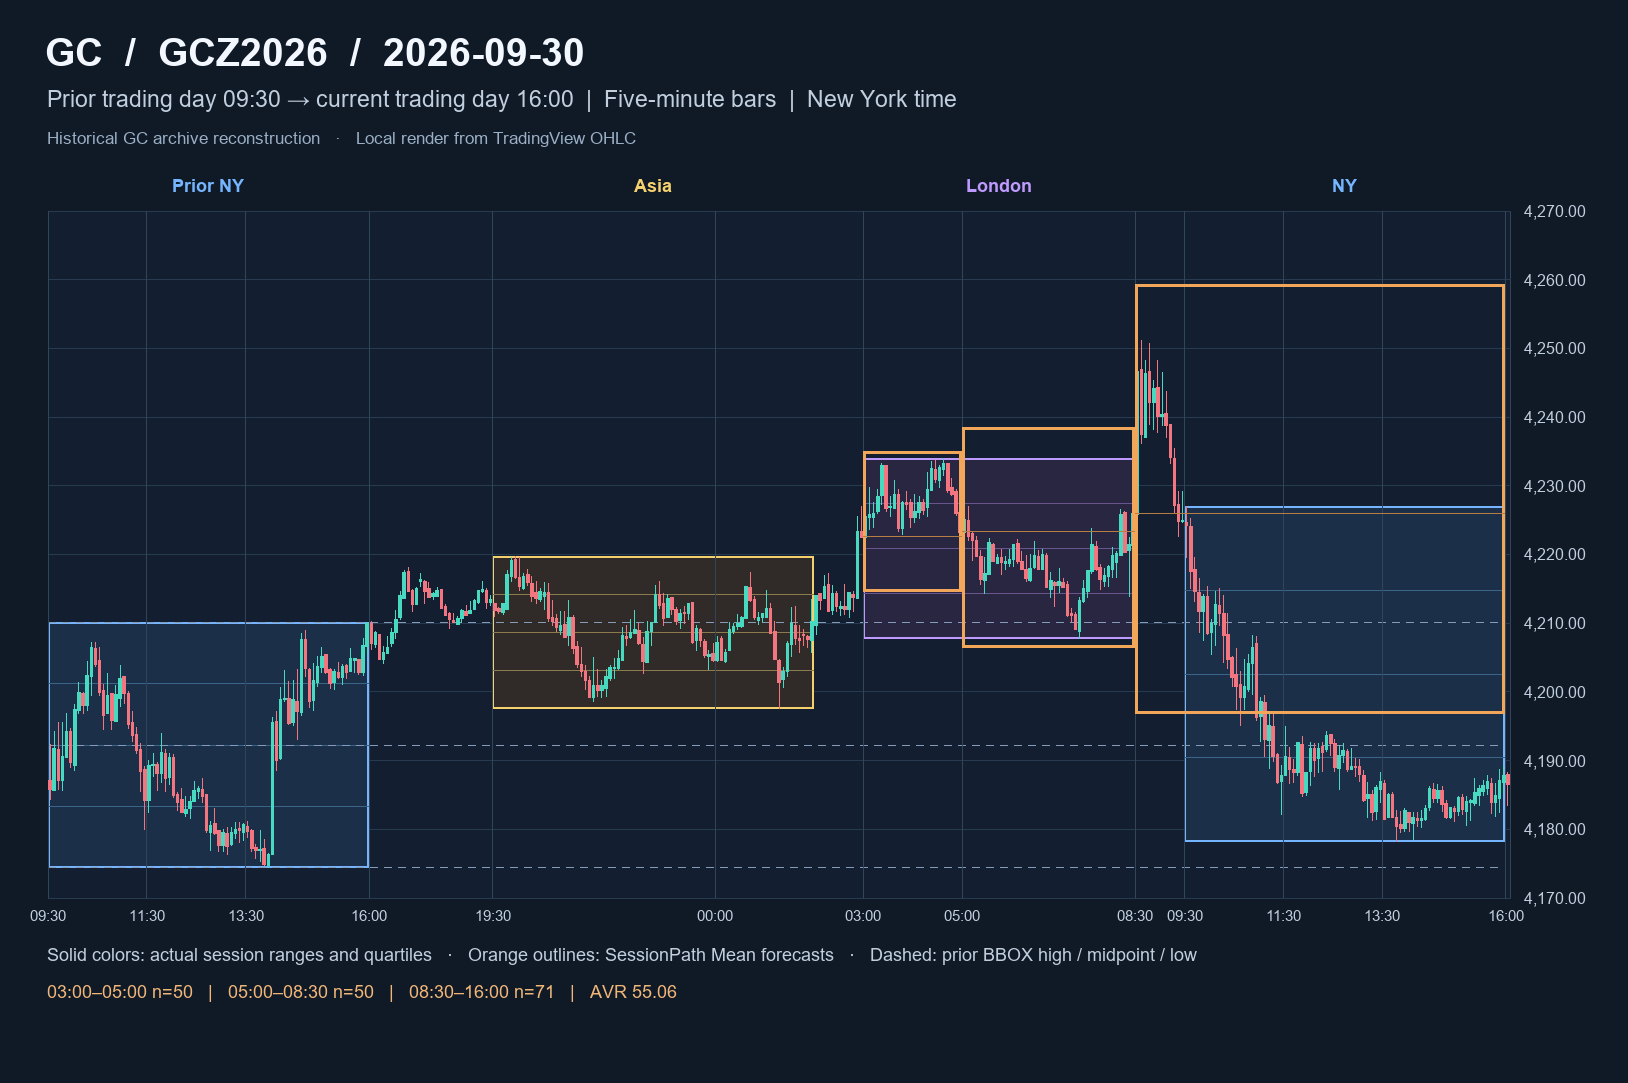 GC / GCZ2026 / 2026-09-30
Prior trading day 09:30 → current trading day 16:00 | Five-minute bars | New York time
Historical GC archive reconstruction · Local render from TradingView OHLC
Prior NY Asia London NY
4,270.00
4,260.00
4,250.00
4,240.00
4,230.00
4,220.00
4,210.00
4,200.00
4,190.00
4,180.00
4,170.00
09:30 11:30 13:30 16:00 19:30 00:00 03:00 05:00 08:30 09:30 11:30 13:30 16:00
Solid colors: actual session ranges and quartiles · Orange outlines: SessionPath Mean forecasts · Dashed: prior BBOX high / midpoint / low
03:00–05:00 n=50 | 05:00–08:30 n=50 | 08:30–16:00 n=71 | AVR 55.06